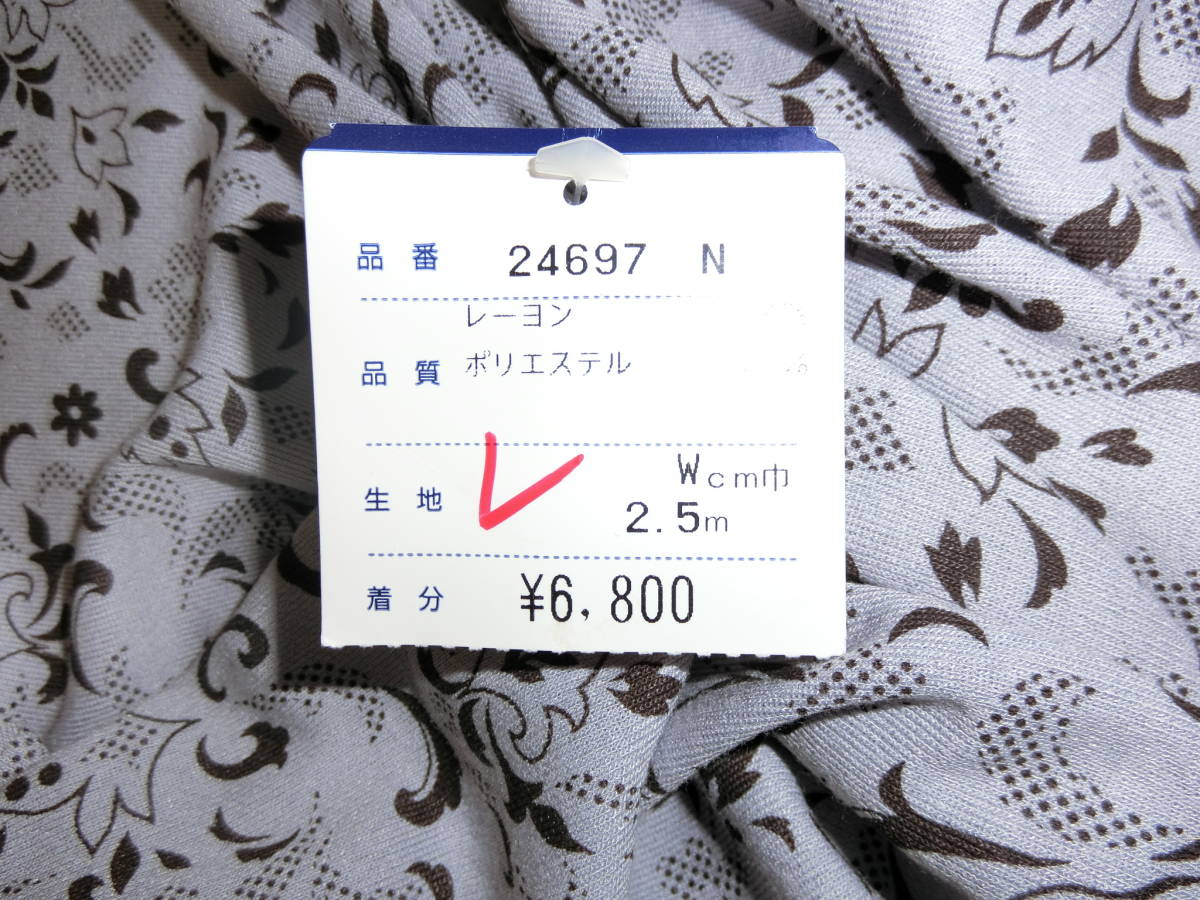 品番 24697 N
レーヨン
品質 ポリエステル %
Wcm巾
生地 2.5m
着分 ¥6,800